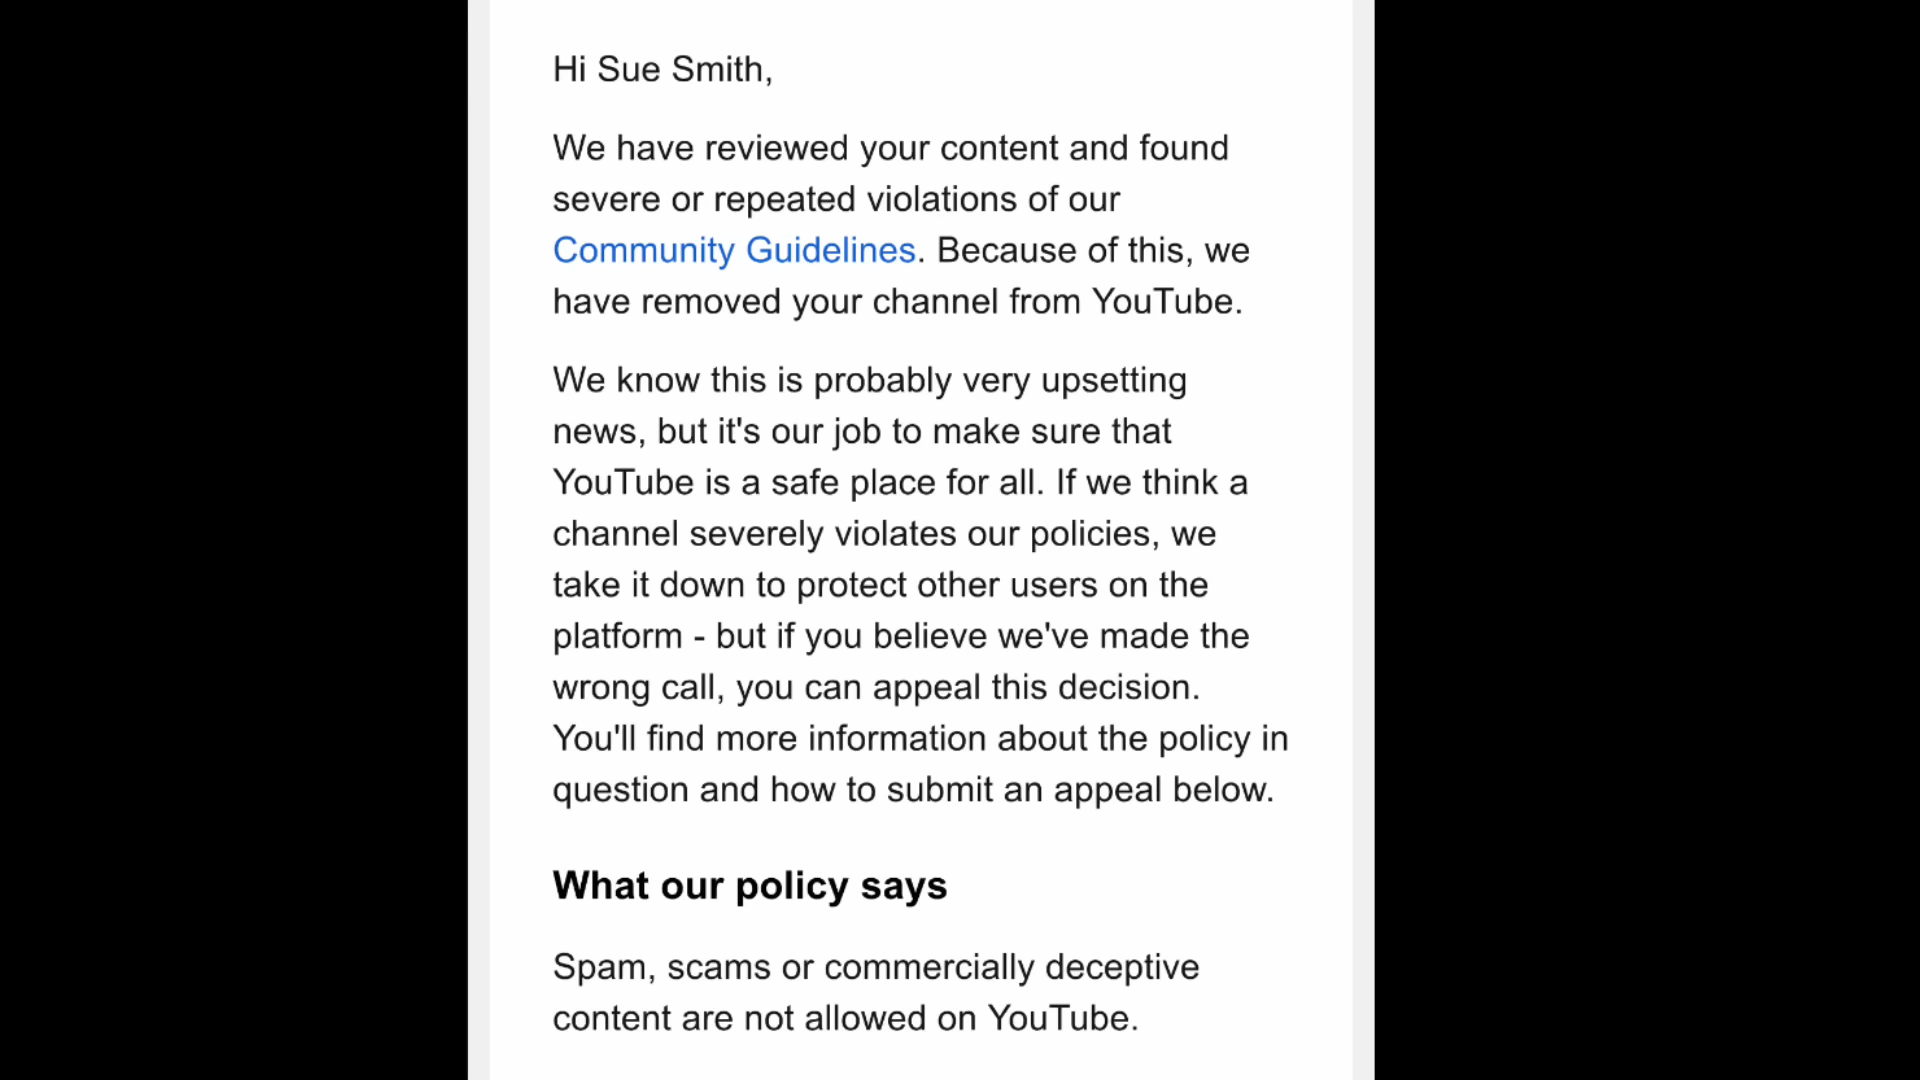 Hi Sue Smith,
We have reviewed your content and found
severe or repeated violations of our
Community Guidelines. Because of this, we
have removed your channel from YouTube.
We know this is probably very upsetting
news, but it's our job to make sure that
YouTube is a safe place for all. If we think a
channel severely violates our policies, we
take it down to protect other users on the
platform - but if you believe we've made the
wrong call, you can appeal this decision.
You'll find more information about the policy in
question and how to submit an appeal below.
What our policy says
Spam, scams or commercially deceptive
content are not allowed on YouTube.